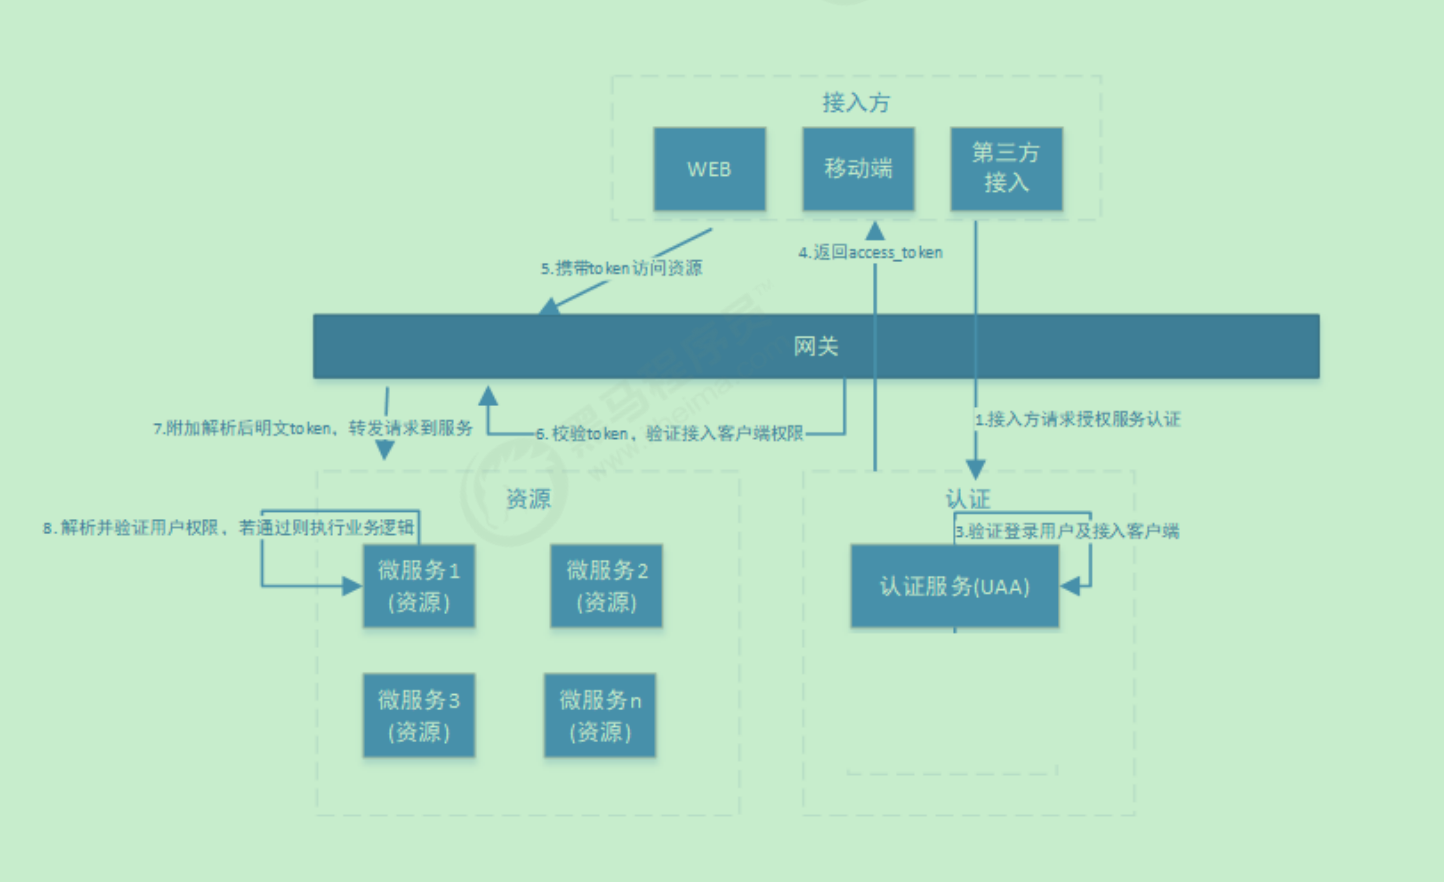 接入方
WEB
移动端
第三方
接入
4.返回access_token
5.携带token访问资源
网关
1.接入方请求授权服务认证
7.附加解析后明文token，转发请求到服务
6.校验token，验证接入客户端权限
黑马程序员
资源
认证
8.解析并验证用户权限，若通过则执行业务逻辑
3.验证登录用户及接入客户端
微服务1
(资源)
微服务2
(资源)
认证服务(UAA)
微服务3
(资源)
微服务n
(资源)